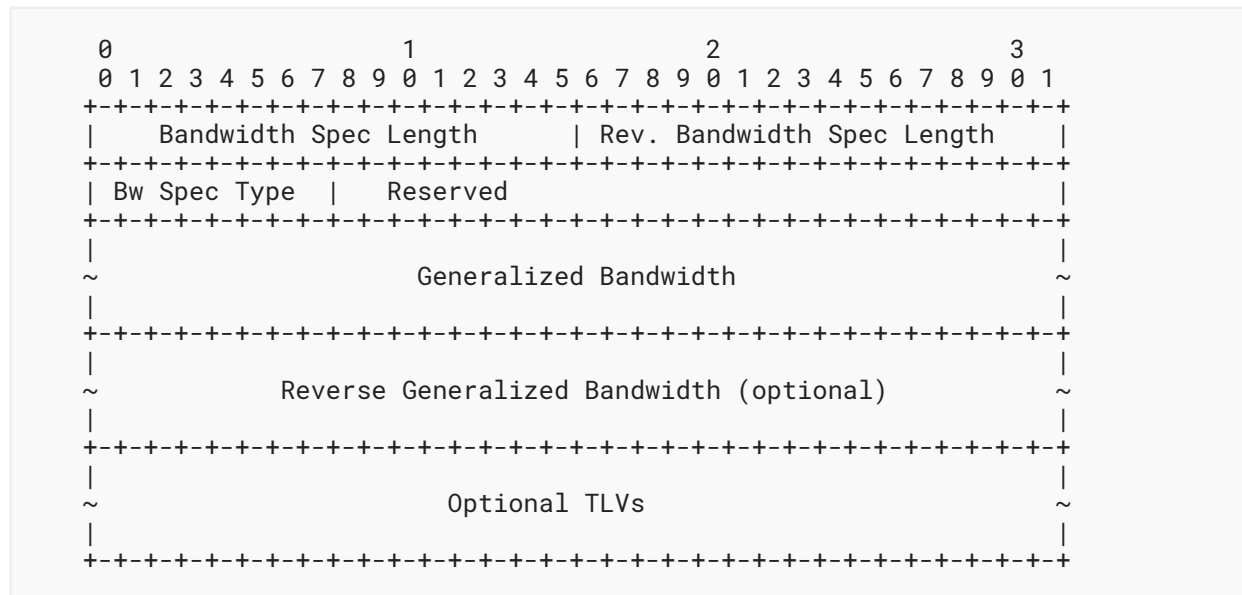 0                   1                   2                   3
 0 1 2 3 4 5 6 7 8 9 0 1 2 3 4 5 6 7 8 9 0 1 2 3 4 5 6 7 8 9 0 1
+-+-+-+-+-+-+-+-+-+-+-+-+-+-+-+-+-+-+-+-+-+-+-+-+-+-+-+-+-+-+-+-+
|    Bandwidth Spec Length      | Rev. Bandwidth Spec Length    |
+-+-+-+-+-+-+-+-+-+-+-+-+-+-+-+-+-+-+-+-+-+-+-+-+-+-+-+-+-+-+-+-+
| Bw Spec Type  |   Reserved                                    |
+-+-+-+-+-+-+-+-+-+-+-+-+-+-+-+-+-+-+-+-+-+-+-+-+-+-+-+-+-+-+-+-+
|                                                               |
~                     Generalized Bandwidth                     ~
|                                                               |
+-+-+-+-+-+-+-+-+-+-+-+-+-+-+-+-+-+-+-+-+-+-+-+-+-+-+-+-+-+-+-+-+
|                                                               |
~            Reverse Generalized Bandwidth (optional)           ~
|                                                               |
+-+-+-+-+-+-+-+-+-+-+-+-+-+-+-+-+-+-+-+-+-+-+-+-+-+-+-+-+-+-+-+-+
|                                                               |
~                       Optional TLVs                           ~
|                                                               |
+-+-+-+-+-+-+-+-+-+-+-+-+-+-+-+-+-+-+-+-+-+-+-+-+-+-+-+-+-+-+-+-+